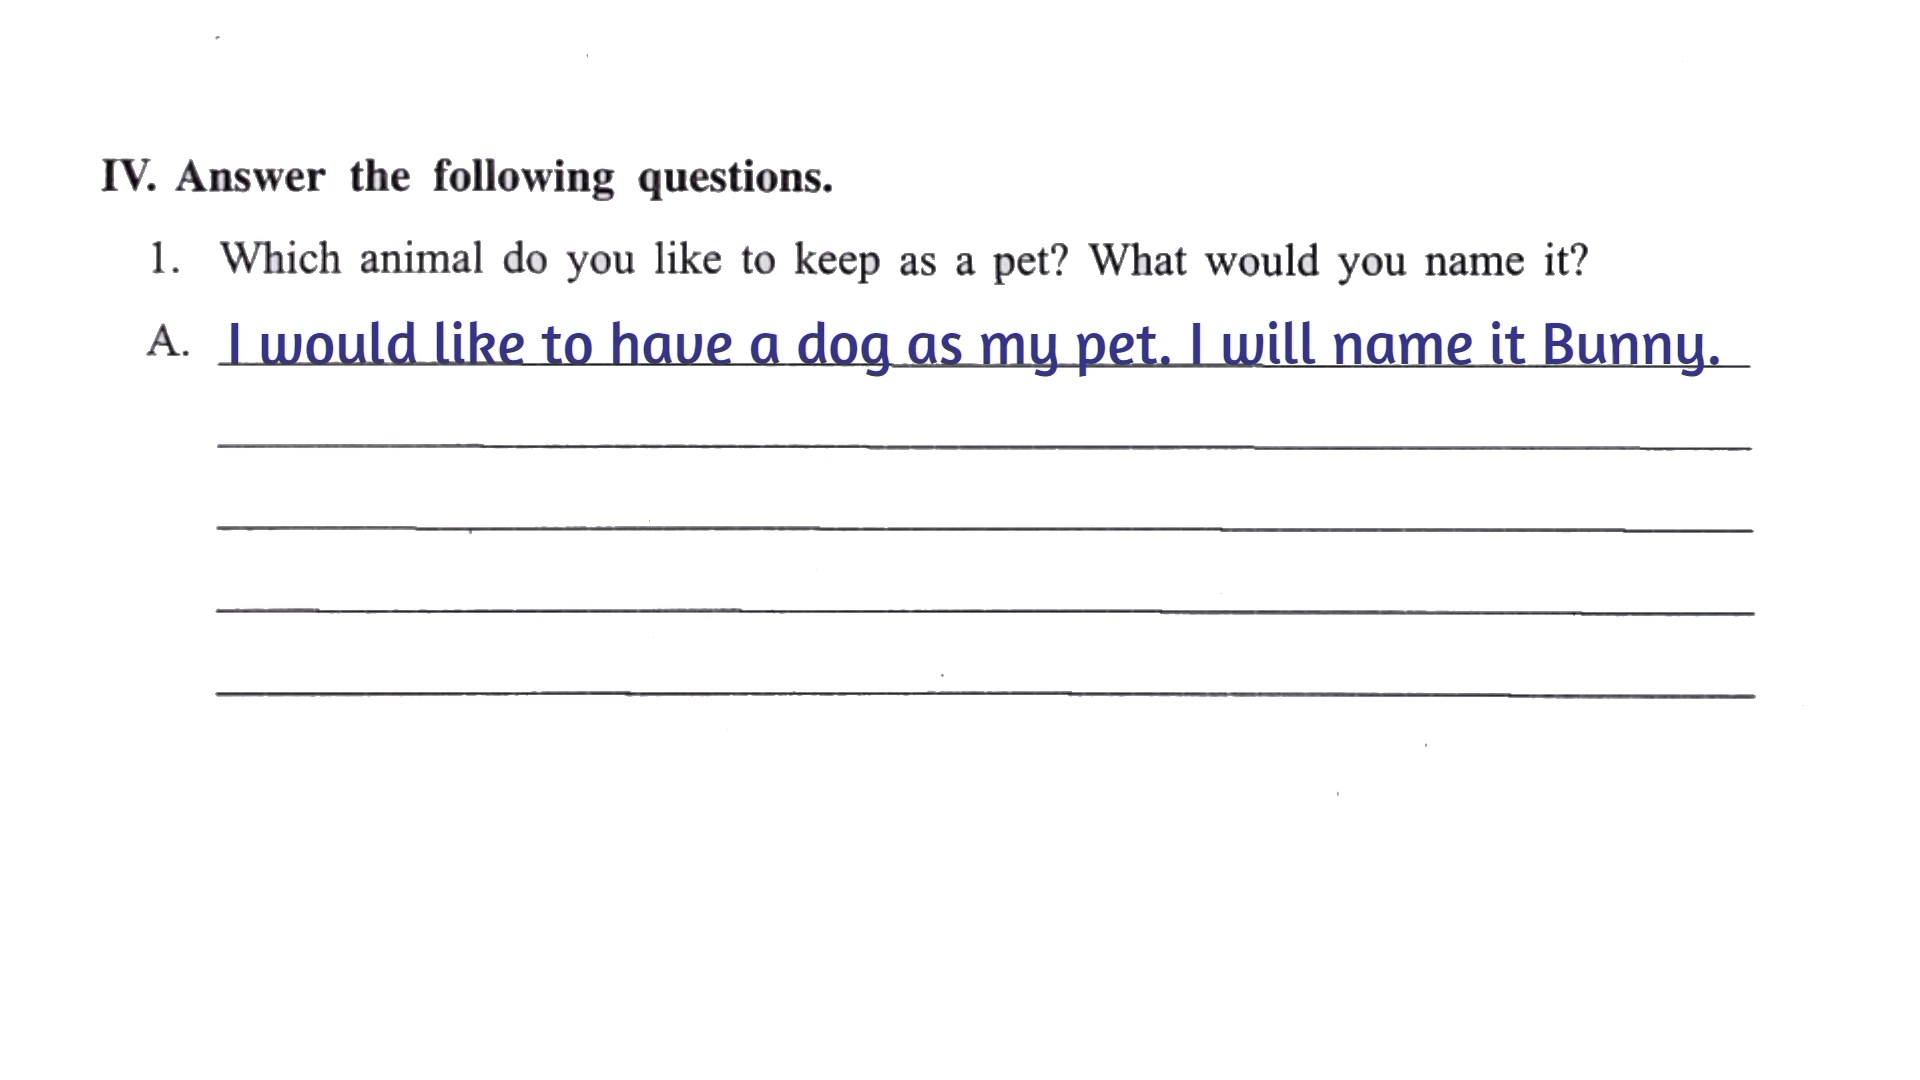 IV. Answer the following questions.
1. Which animal do you like to keep as a pet? What would you name it?
A. I would like to have a dog as my pet. I will name it Bunny.